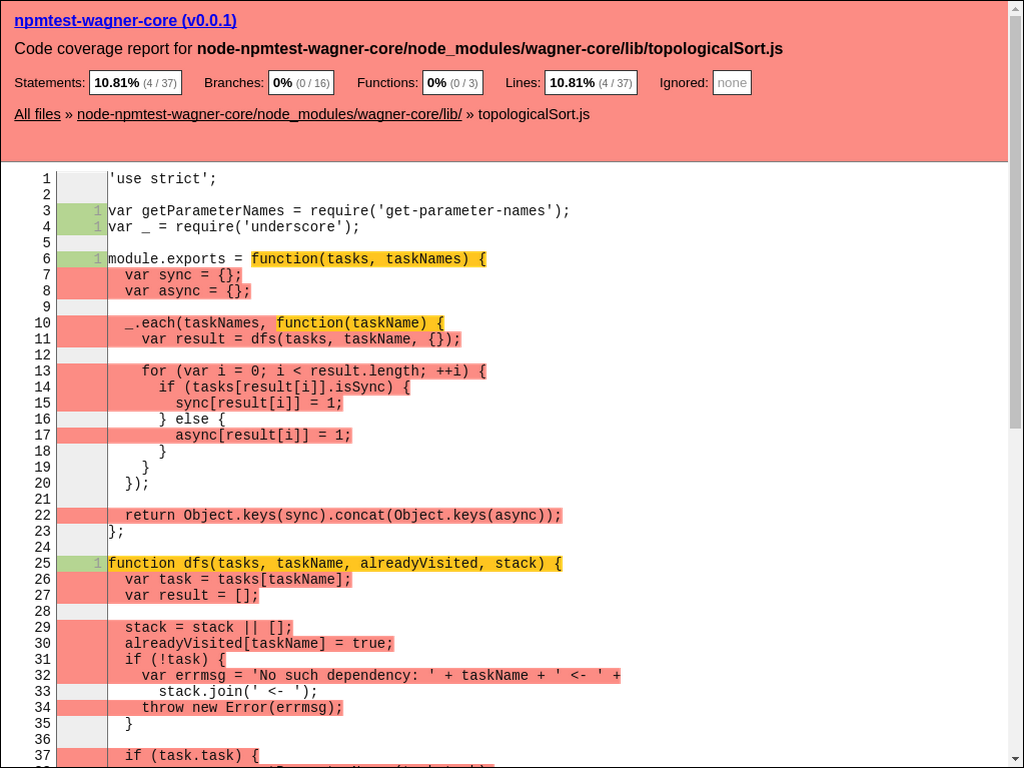 npmtest-wagner-core (v0.0.1)
Code coverage report for node-npmtest-wagner-core/node_modules/wagner-core/lib/topologicalSort.js
Statements: 10.81% (4 / 37) Branches: 0% (0 / 16) Functions: 0% (0 / 3) Lines: 10.81% (4 / 37) Ignored: none
All files » node-npmtest-wagner-core/node_modules/wagner-core/lib/ » topologicalSort.js
1 'use strict';
2
3 1 var getParameterNames = require('get-parameter-names');
4 1 var _ = require('underscore');
5
6 1 module.exports = function(tasks, taskNames) {
7 var sync = {};
8 var async = {};
9
10 _.each(taskNames, function(taskName) {
11 var result = dfs(tasks, taskName, {});
12
13 for (var i = 0; i < result.length; ++i) {
14 if (tasks[result[i]].isSync) {
15 sync[result[i]] = 1;
16 } else {
17 async[result[i]] = 1;
18 }
19 }
20 });
21
22 return Object.keys(sync).concat(Object.keys(async));
23 };
24
25 1 function dfs(tasks, taskName, alreadyVisited, stack) {
26 var task = tasks[taskName];
27 var result = [];
28
29 stack = stack || [];
30 alreadyVisited[taskName] = true;
31 if (!task) {
32 var errmsg = 'No such dependency: ' + taskName + ' <- ' +
33 stack.join(' <- ');
34 throw new Error(errmsg);
35 }
36
37 if (task.task) {